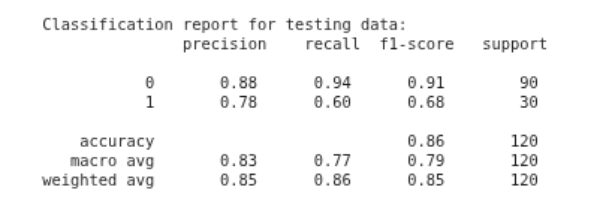 Classification report for testing data:
precision recall f1-score support
0 0.88 0.94 0.91 90
1 0.78 0.60 0.68 30
accuracy 0.86 120
macro avg 0.83 0.77 0.79 120
weighted avg 0.85 0.86 0.85 120